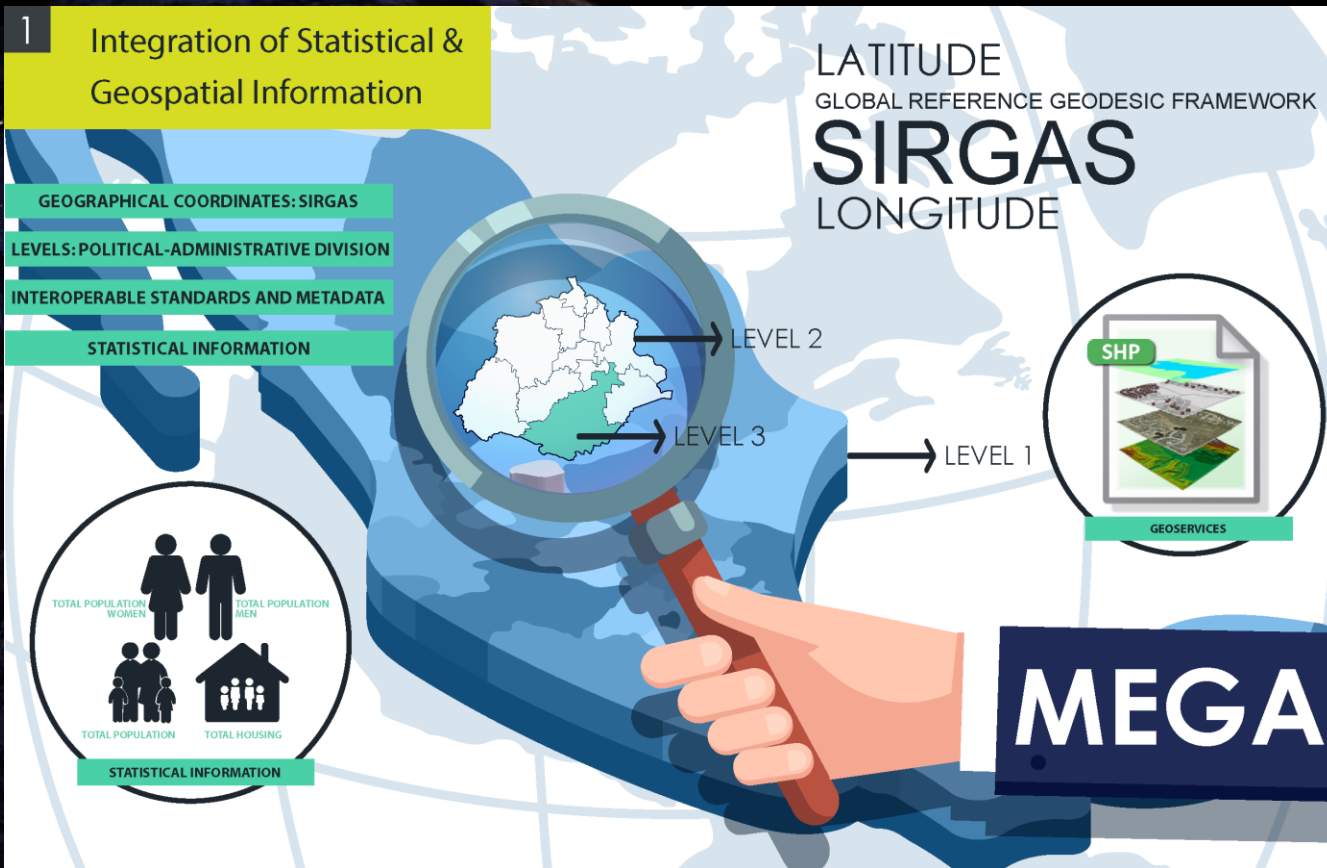 1
Integration of Statistical &
Geospatial Information
LATITUDE
GLOBAL REFERENCE GEODESIC FRAMEWORK
SIRGAS
LONGITUDE
GEOGRAPHICAL COORDINATES: SIRGAS
LEVELS: POLITICAL-ADMINISTRATIVE DIVISION
INTEROPERABLE STANDARDS AND METADATA
STATISTICAL INFORMATION
LEVEL 2
LEVEL 3
LEVEL 1
SHP
GEOSERVICES
TOTAL POPULATION
WOMEN
TOTAL POPULATION
MEN
TOTAL POPULATION
TOTAL HOUSING
STATISTICAL INFORMATION
MEGA